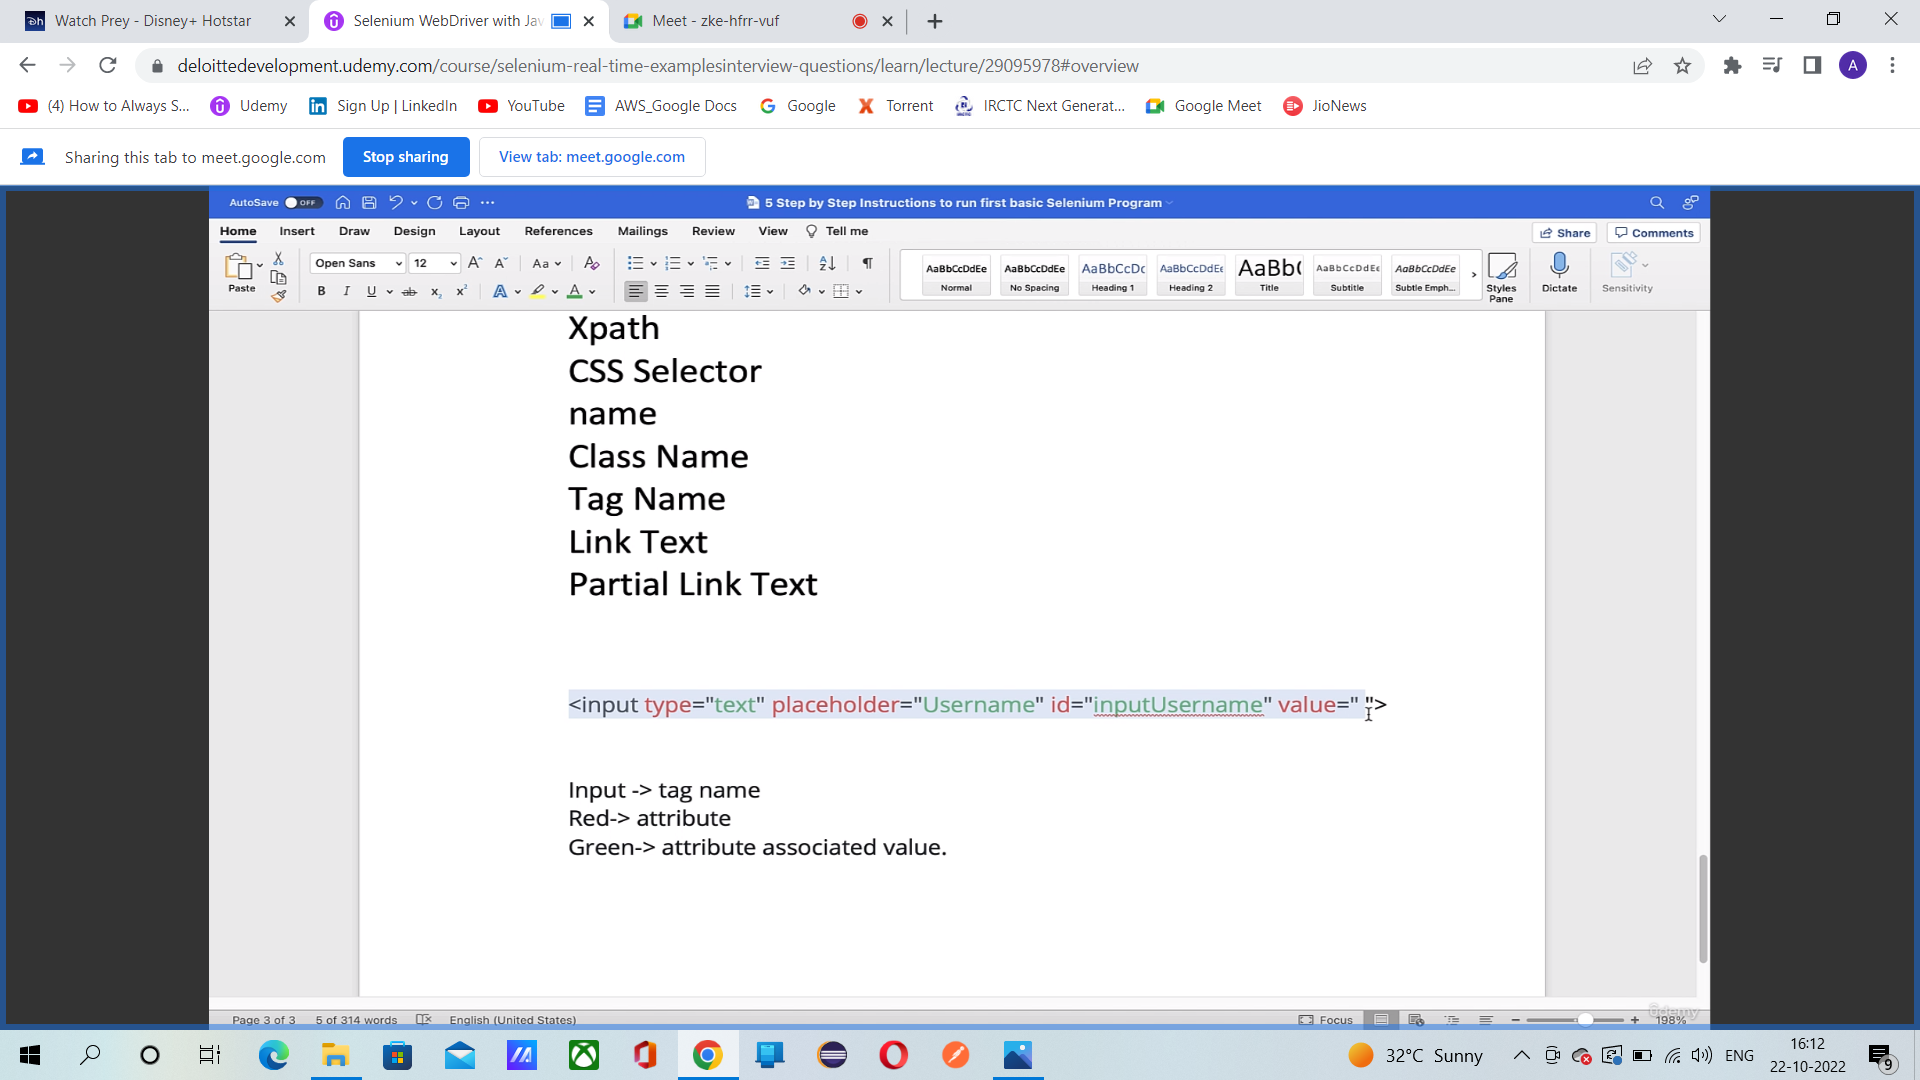 Watch Prey - Disney+ Hotstar
Selenium WebDriver with Jav
Meet - zke-hfrr-vuf
deloittedevelopment.udemy.com/course/selenium-real-time-examplesinterview-questions/learn/lecture/29095978#overview
A
(4) How to Always S...
Udemy
Sign Up | LinkedIn
YouTube
AWS_Google Docs
Google
Torrent
IRCTC Next Generat...
Google Meet
JioNews
Sharing this tab to meet.google.com
Stop sharing
View tab: meet.google.com
AutoSave OFF
5 Step by Step Instructions to run first basic Selenium Program
Home Insert Draw Design Layout References Mailings Review View Tell me
Share Comments
Paste
Open Sans 12
AaBbCcDdEe Normal
AaBbCcDdEe No Spacing
AaBbCcDc Heading 1
AaBbCcDdEe Heading 2
AaBb( Title
AaBbCcDdEe Subtitle
AaBbCcDdEe Subtle Emph...
Styles Pane
Dictate
Sensitivity
Xpath
CSS Selector
name
Class Name
Tag Name
Link Text
Partial Link Text
<input type="text" placeholder="Username" id="inputUsername" value=" ">
Input -> tag name
Red-> attribute
Green-> attribute associated value.
Page 3 of 3 5 of 314 words English (United States)
Focus
198%
udemy
32°C Sunny
ENG
16:12
22-10-2022
9